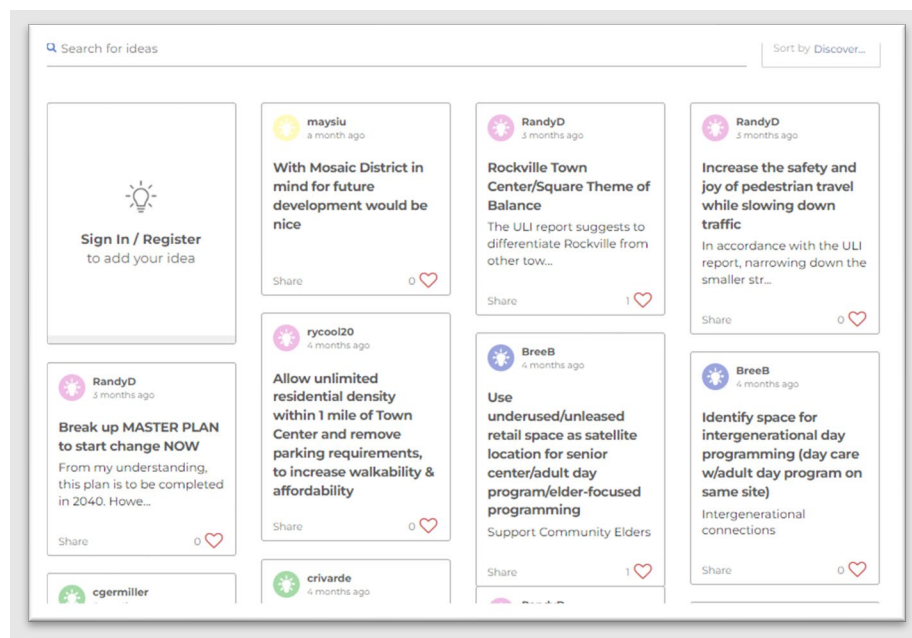 Search for ideas
Sort by Discover...
Sign In / Register
to add your idea
RandyD
3 months ago
Break up MASTER PLAN
to start change NOW
From my understanding,
this plan is to be completed
in 2040. Howe...
Share 0
cgermiller
maysiu
a month ago
With Mosaic District in
mind for future
development would be
nice
Share 0
rycool20
4 months ago
Allow unlimited
residential density
within 1 mile of Town
Center and remove
parking requirements,
to increase walkability &
affordability
Share 0
crivarde
4 months ago
RandyD
3 months ago
Rockville Town
Center/Square Theme of
Balance
The ULI report suggests to
differentiate Rockville from
other tow...
Share 1
BreeB
4 months ago
Use
underused/unleased
retail space as satellite
location for senior
center/adult day
program/elder-focused
programming
Support Community Elders
Share 1
RandyD
3 months ago
Increase the safety and
joy of pedestrian travel
while slowing down
traffic
In accordance with the ULI
report, narrowing down the
smaller str...
Share 0
BreeB
4 months ago
Identify space for
intergenerational day
programming (day care
w/adult day program on
same site)
Intergenerational
connections
Share 0